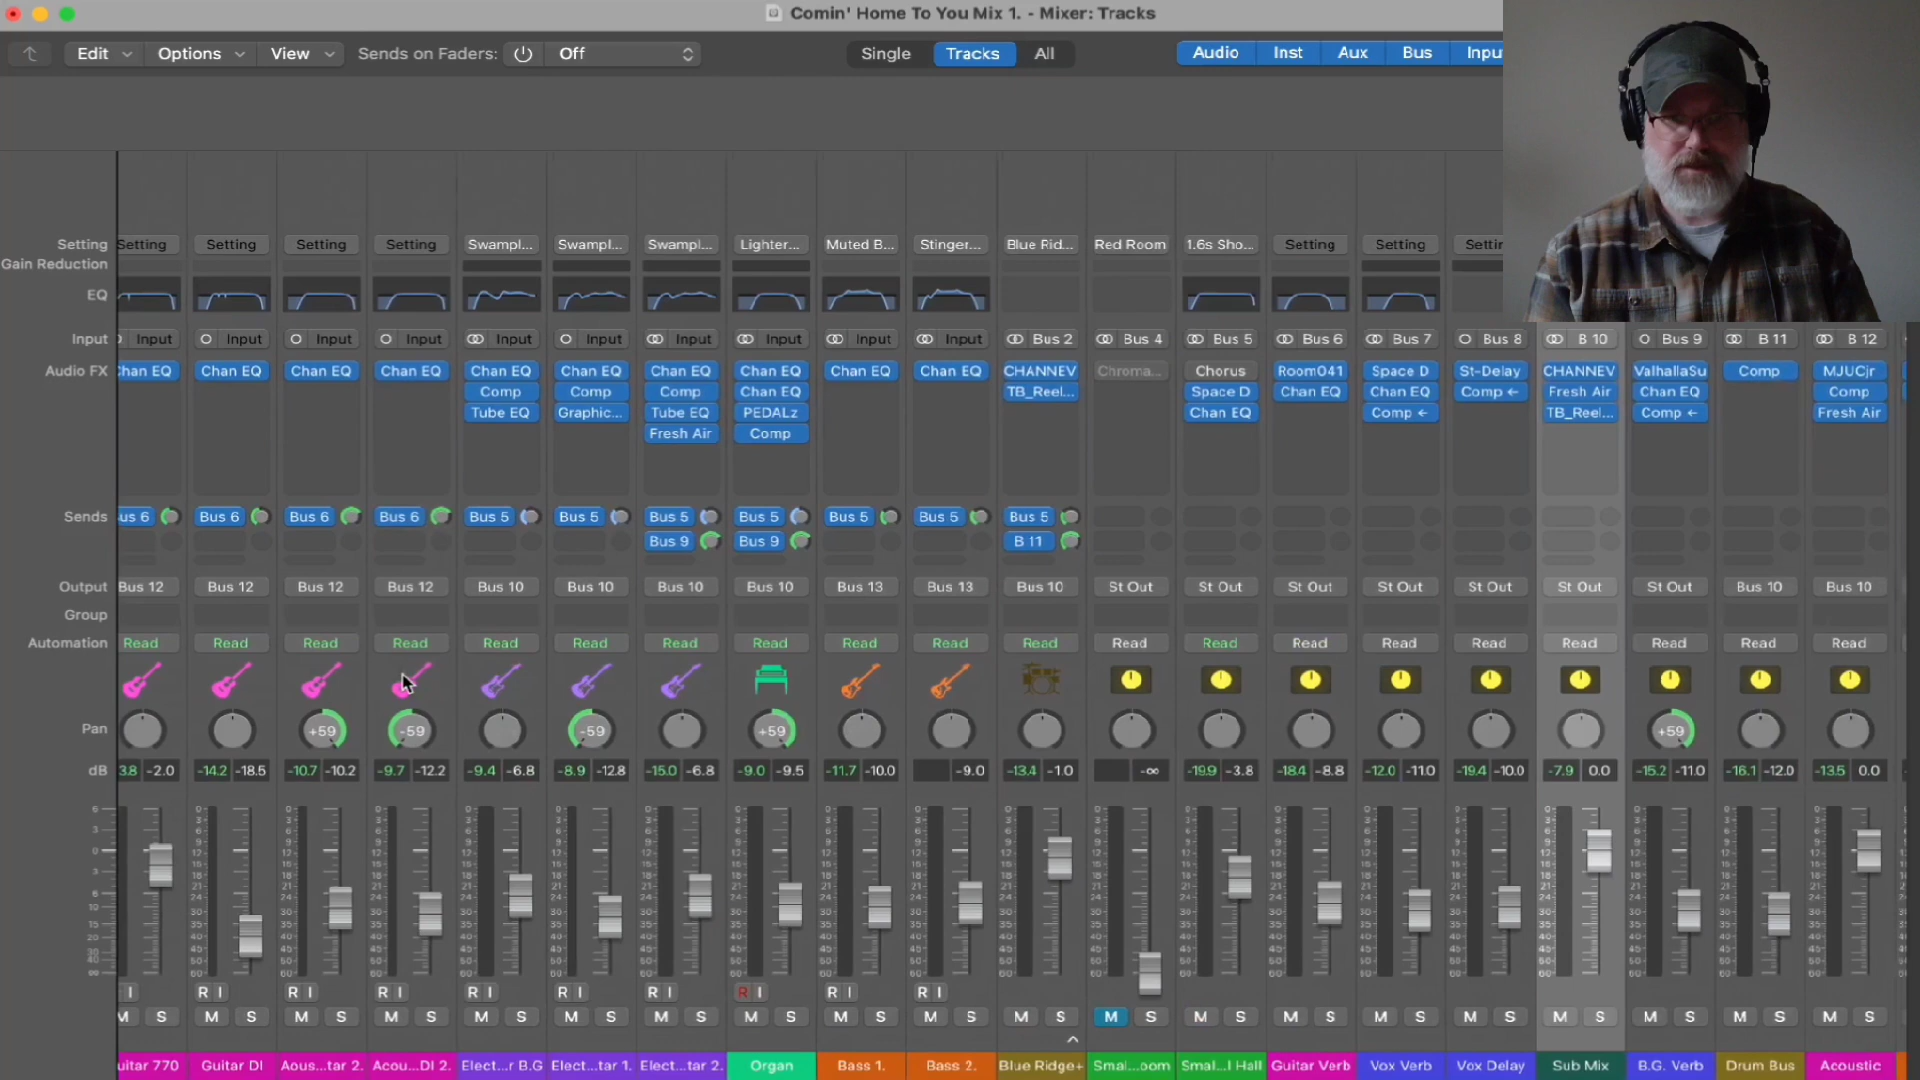 Comin' Home To You Mix 1. - Mixer: Tracks
Edit Options View Sends on Faders: Off Single Tracks All Audio Inst Aux Bus Inpu
Setting Setting Setting Setting Setting Swampl... Swampl... Swampl... Lighter... Muted B... Stinger... Blue Rid... Red Room 1.6s Sho... Setting Setting Settin
Gain Reduction
EQ
Input Input Input Input Input Input Input Input Input Input Input Bus 2 Bus 4 Bus 5 Bus 6 Bus 7 Bus 8 B 10 Bus 9 B 11 B 12
Audio FX Chan EQ Chan EQ Chan EQ Chan EQ Chan EQ Chan EQ Chan EQ Chan EQ Chan EQ Chan EQ CHANNEV Chroma... Chorus Room041 Space D St-Delay CHANNEV ValhallaSu Comp MJUCjr
Comp Comp Comp Chan EQ TB_Reel... Space D Chan EQ Chan EQ Comp ← Fresh Air Chan EQ Comp
Tube EQ Graphic... Tube EQ PEDALz Chan EQ Comp ← TB_Reel... Comp ← Fresh Air
Fresh Air Comp
Sends us 6 Bus 6 Bus 6 Bus 6 Bus 5 Bus 5 Bus 5 Bus 5 Bus 5 Bus 5 Bus 5
Bus 9 Bus 9 B 11
Output Bus 12 Bus 12 Bus 12 Bus 12 Bus 10 Bus 10 Bus 10 Bus 10 Bus 13 Bus 13 Bus 10 St Out St Out St Out St Out St Out St Out St Out Bus 10 Bus 10
Group
Automation Read Read Read Read Read Read Read Read Read Read Read Read Read Read Read Read Read Read Read Read
Pan +59 -59 -59 +59 +59
dB 3.8 -2.0 -14.2 -18.5 -10.7 -10.2 -9.7 -12.2 -9.4 -6.8 -8.9 -12.8 -15.0 -6.8 -9.0 -9.5 -11.7 -10.0 -9.0 -13.4 -1.0 -∞ -19.9 -3.8 -18.4 -8.8 -12.0 -11.0 -19.4 -10.0 -7.9 0.0 -15.2 -11.0 -16.1 -12.0 -13.5 0.0
I R I R I R I R I R I R I R I R I R I
M S M S M S M S M S M S M S M S M S M S M S M S M S M S M S M S M S M S M S M S
uitar 770 Guitar DI Acous...tar 2. Acou...DI 2. Elect...r B.G Elect...tar 1. Elect...tar 2. Organ Bass 1. Bass 2. Blue Ridge+ Smal...oom Smal...l Hall Guitar Verb Vox Verb Vox Delay Sub Mix B.G. Verb Drum Bus Acoustic